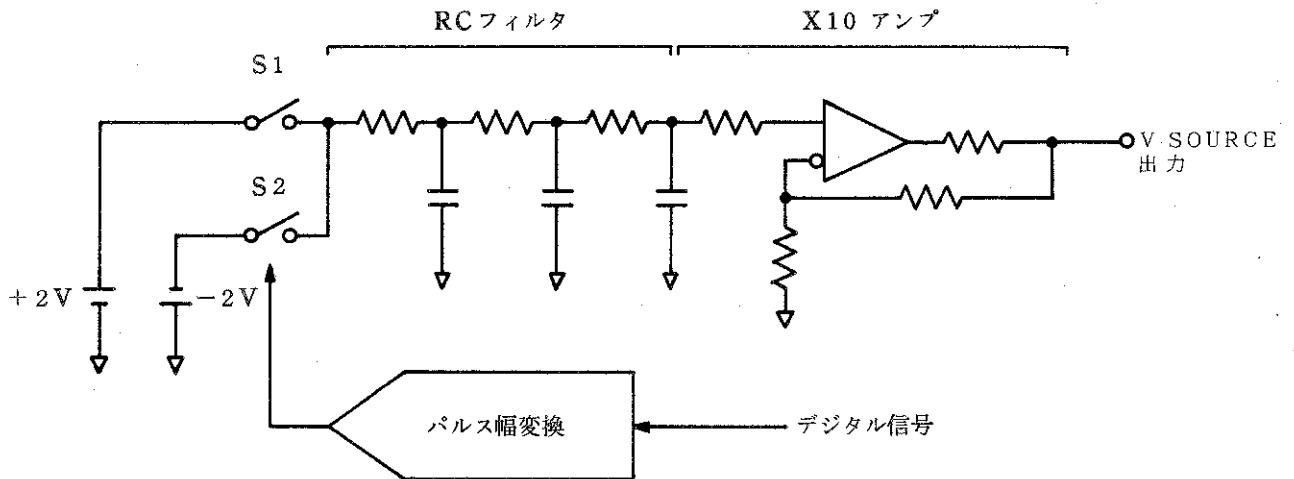 RCフィルタ
X10 アンプ
S1
V SOURCE
出力
S2
+2V
-2V
パルス幅変換
デジタル信号